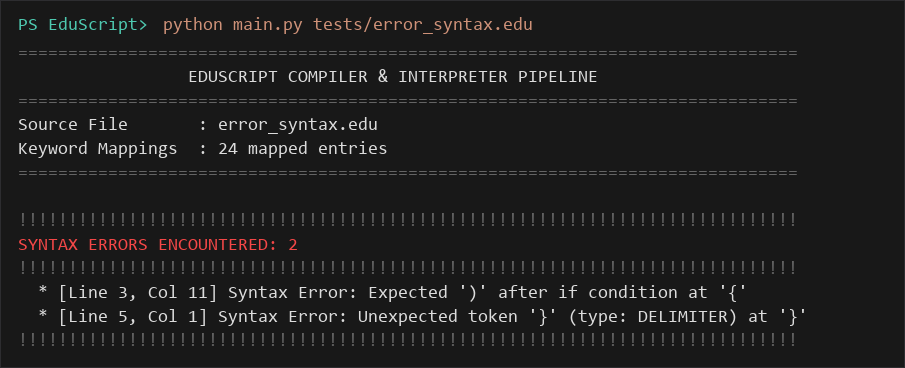 PS EduScript> python main.py tests/error_syntax.edu
==============================================================================
EDUSCRIPT COMPILER & INTERPRETER PIPELINE
==============================================================================
Source File       : error_syntax.edu
Keyword Mappings  : 24 mapped entries
==============================================================================
!!!!!!!!!!!!!!!!!!!!!!!!!!!!!!!!!!!!!!!!!!!!!!!!!!!!!!!!!!!!!!!!!!!!!!!!!!!!!!
SYNTAX ERRORS ENCOUNTERED: 2
!!!!!!!!!!!!!!!!!!!!!!!!!!!!!!!!!!!!!!!!!!!!!!!!!!!!!!!!!!!!!!!!!!!!!!!!!!!!!!
* [Line 3, Col 11] Syntax Error: Expected ')' after if condition at '{'
* [Line 5, Col 1] Syntax Error: Unexpected token '}' (type: DELIMITER) at '}'
!!!!!!!!!!!!!!!!!!!!!!!!!!!!!!!!!!!!!!!!!!!!!!!!!!!!!!!!!!!!!!!!!!!!!!!!!!!!!!